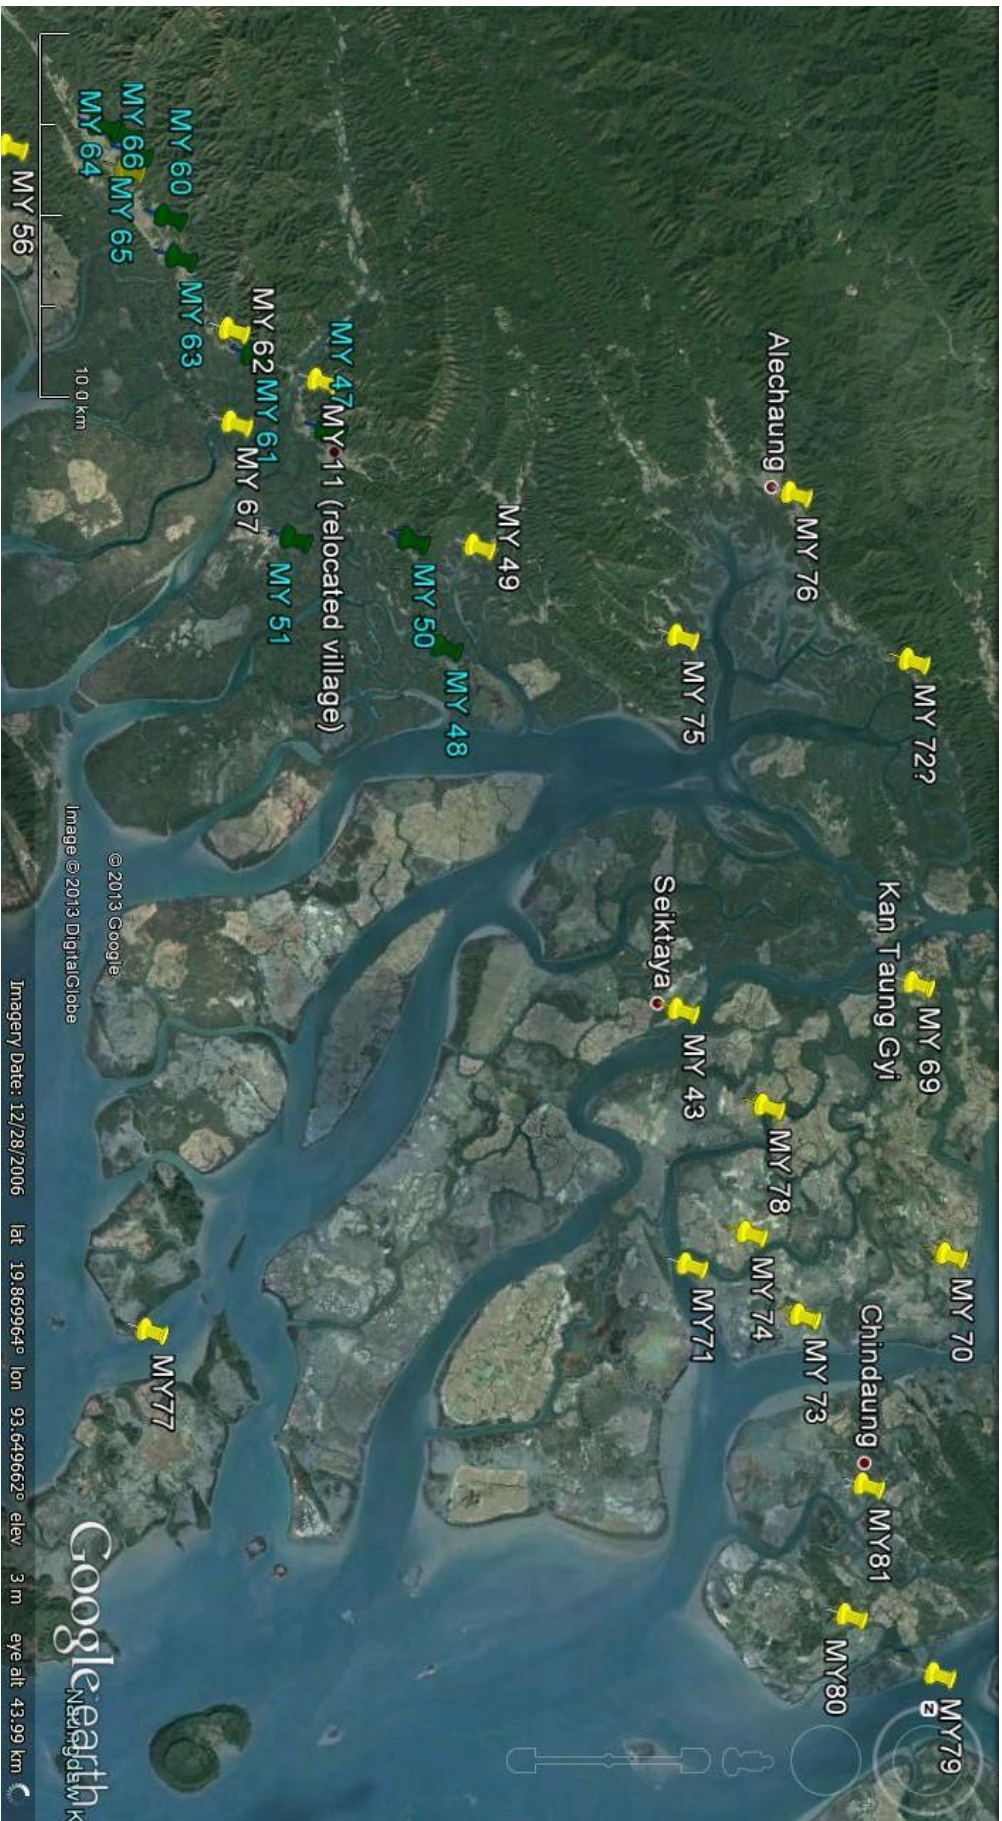 MY 70
MY79
N
MY 69
MY 72?
Kan Taung Gyi
MY81
Chindaung
MY80
MY 73
MY 76
MY 78
Alechaung
MY 74
MY71
MY 43
MY 75
Seiktaya
MY 49
MY 48
MY 50
MY 47
MY 11 (relocated village)
MY 51
MY 61
MY 62
MY 67
MY 63
MY 60
MY77
MY 66
MY 65
MY 64
© 2013 Google
10.0 km
Google earth
Naungdaw K
Image © 2013 DigitalGlobe
MY 56
Imagery Date: 12/28/2006 lat 19.869964° lon 93.649662° elev 3 m eye alt 43.99 km